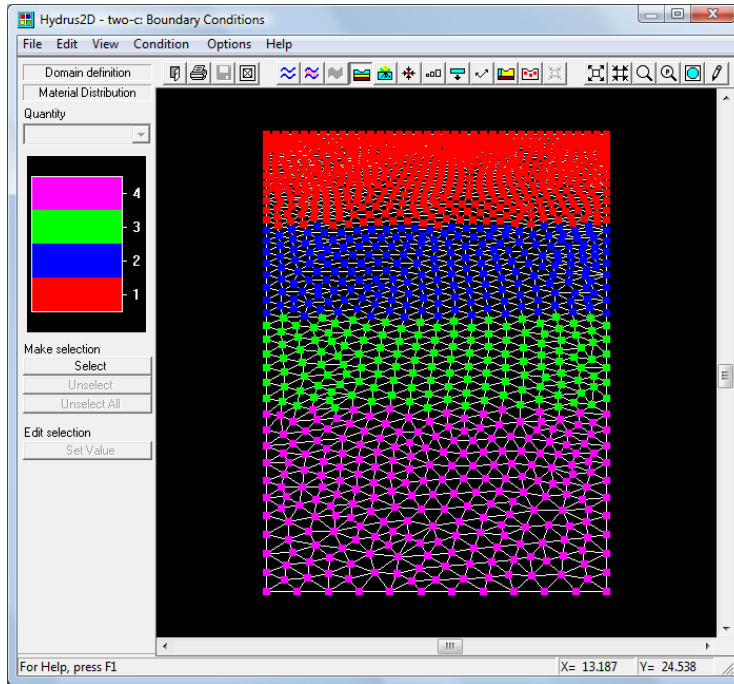 Hydrus2D - two-c: Boundary Conditions
File Edit View Condition Options Help
Domain definition
Material Distribution
Quantity
4
3
2
1
Make selection
Select
Unselect
Unselect All
Edit selection
Set Value
For Help, press F1
X= 13.187 Y= 24.538